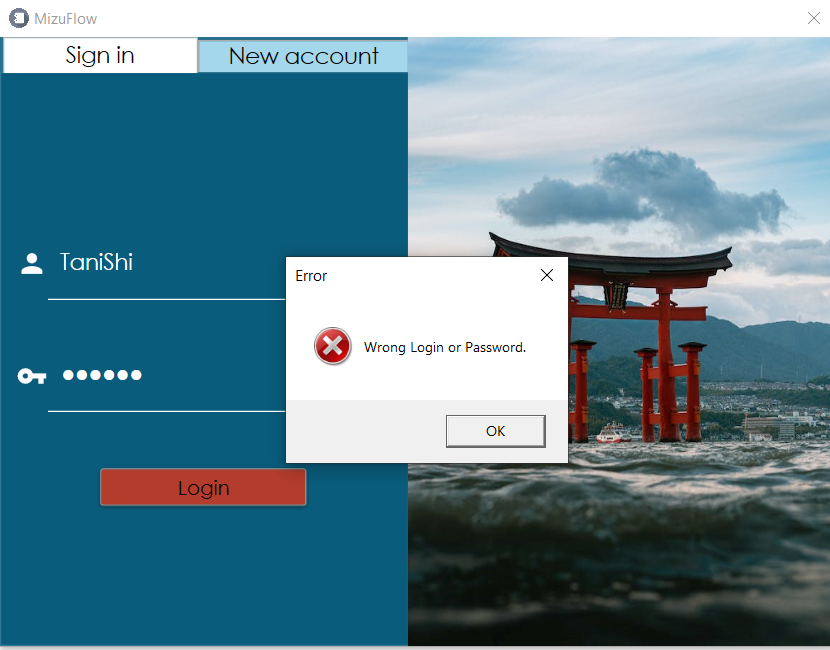 MizuFlow
Sign in
New account
TaniShi
Error
Wrong Login or Password.
OK
Login